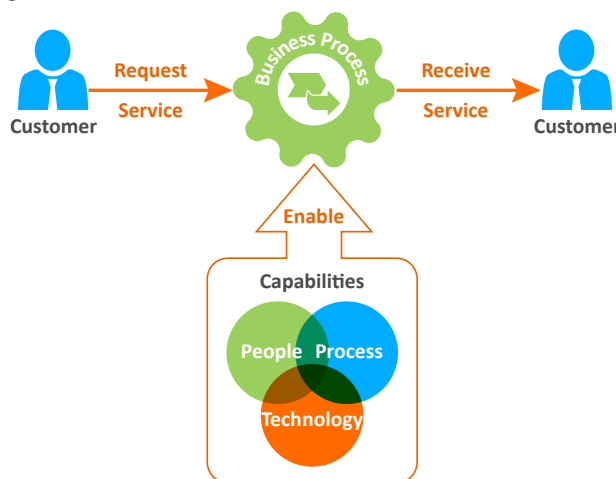 Business Process
Request
Receive
Service
Service
Customer
Customer
Enable
Capabilities
People
Process
Technology